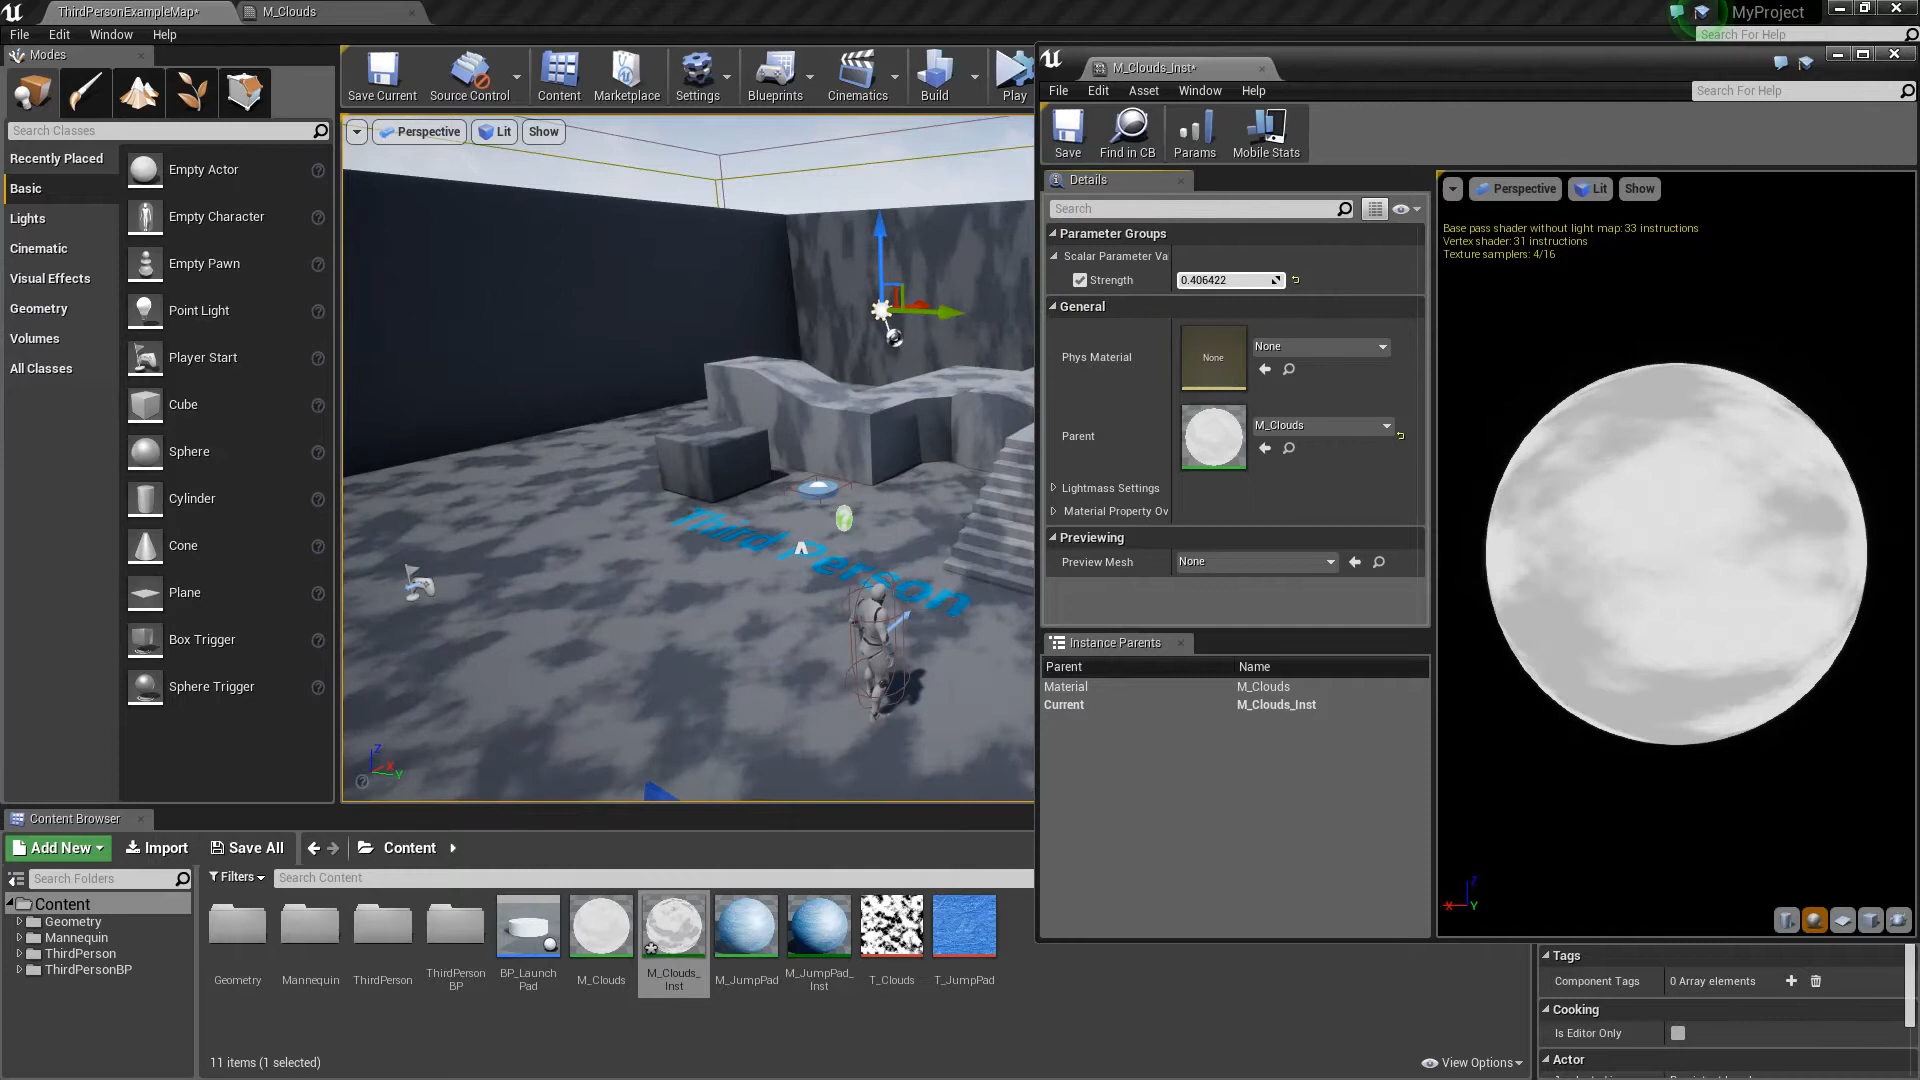 ThirdPersonExampleMap*
M_Clouds
MyProject
File Edit Window Help
Search For Help
Modes
Save Current
Source Control
Content
Marketplace
Settings
Blueprints
Cinematics
Build
Play
Search Classes
Recently Placed
Basic
Lights
Cinematic
Visual Effects
Geometry
Volumes
All Classes
Empty Actor
Empty Character
Empty Pawn
Point Light
Player Start
Cube
Sphere
Cylinder
Cone
Plane
Box Trigger
Sphere Trigger
Perspective
Lit
Show
Third Person
Z
X
Y
M_Clouds_Inst*
File Edit Asset Window Help
Search For Help
Save
Find in CB
Params
Mobile Stats
Details
Search
Parameter Groups
Scalar Parameter Va
Strength
0.406422
General
Phys Material
None
None
Parent
M_Clouds
Lightmass Settings
Material Property Ov
Previewing
Preview Mesh
None
Instance Parents
Parent Name
Material M_Clouds
Current M_Clouds_Inst
Perspective
Lit
Show
Base pass shader without light map: 33 instructions
Vertex shader: 31 instructions
Texture samplers: 4/16
Z
X
Y
Content Browser
Add New
Import
Save All
Content
Search Folders
Filters
Search Content
Content
Geometry
Mannequin
ThirdPerson
ThirdPersonBP
Geometry
Mannequin
ThirdPerson
ThirdPerson
BP
BP_Launch
Pad
M_Clouds
M_Clouds_
Inst
M_JumpPad
M_JumpPad_
Inst
T_Clouds
T_JumpPad
11 items (1 selected)
View Options
Tags
Component Tags
0 Array elements
Cooking
Is Editor Only
Actor